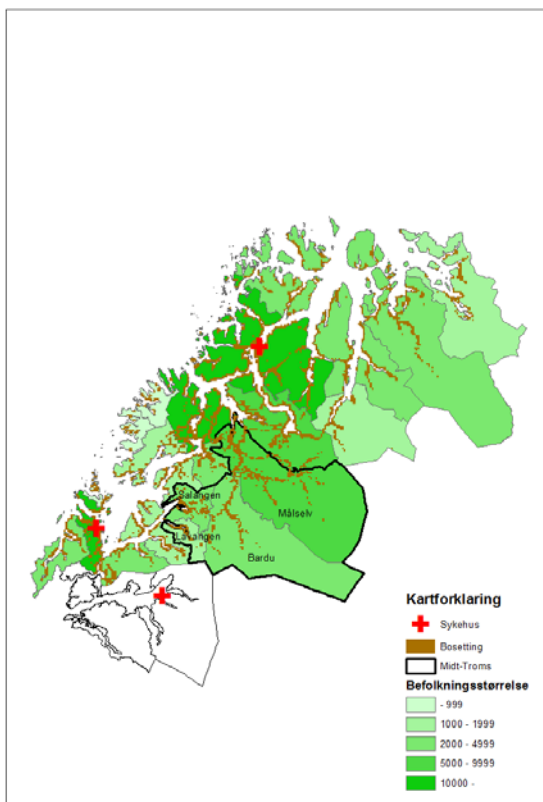 Salangen
Målselv
Lavangen
Bardu
Kartforklaring
Sykehus
Bosetting
Midt-Troms
Befolkningsstørrelse
- 999
1000 - 1999
2000 - 4999
5000 - 9999
10000 -